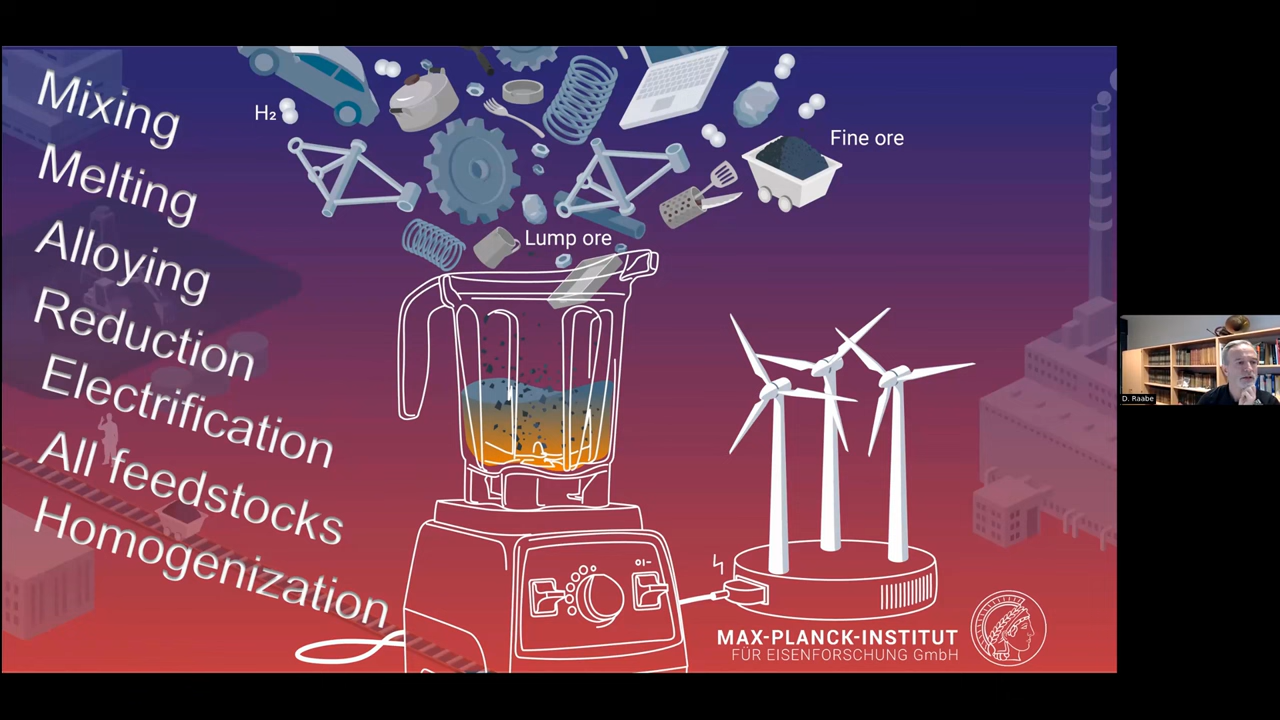 Mixing
Melting
Alloying
Reduction
Electrification
All feedstocks
Homogenization
H₂
Fine ore
Lump ore
MAX-PLANCK-INSTITUT
FÜR EISENFORSCHUNG GmbH
D. Raabe